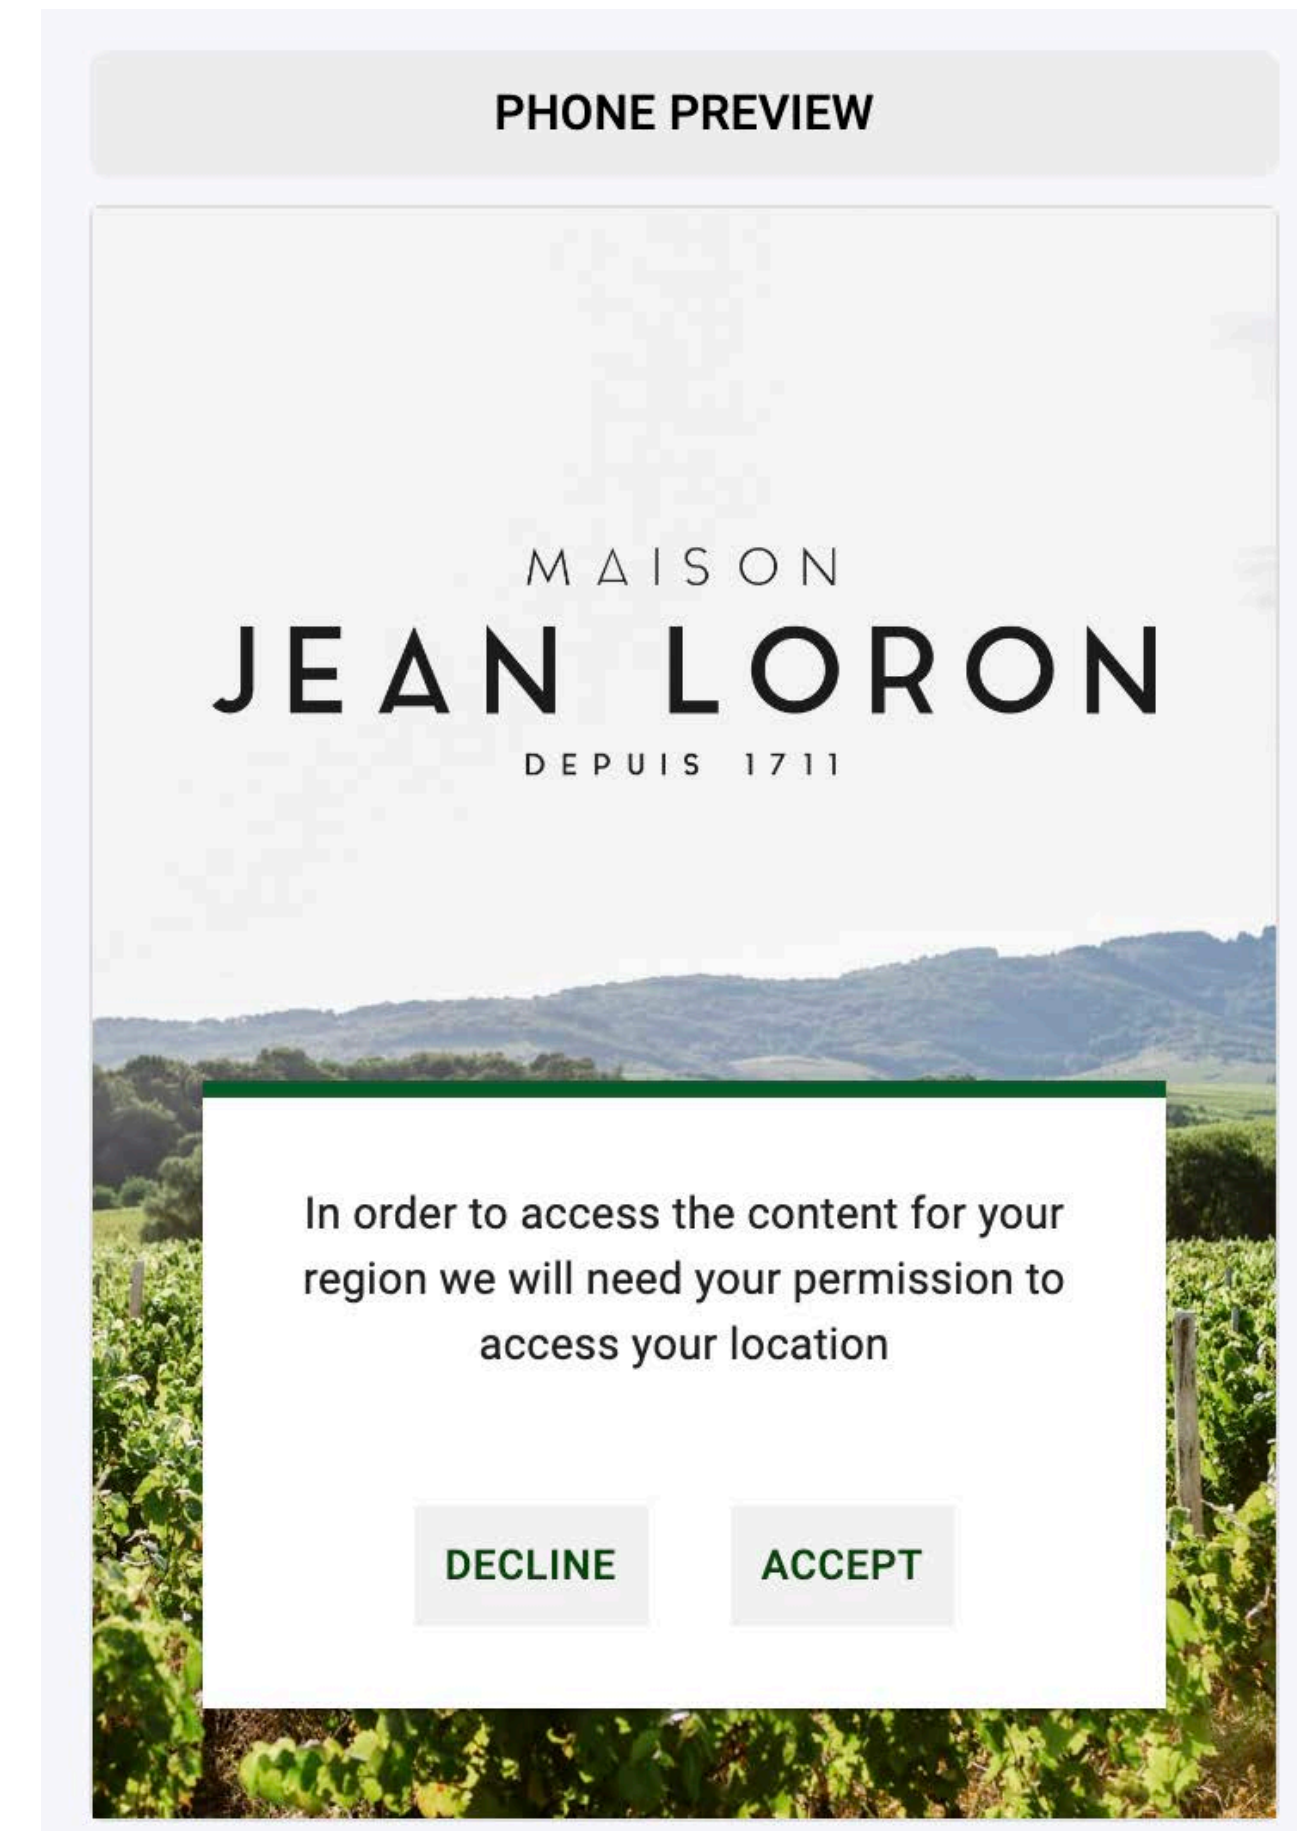 PHONE PREVIEW
MAISON
JEAN LORON
DEPUIS 1711
In order to access the content for your
region we will need your permission to
access your location
DECLINE
ACCEPT